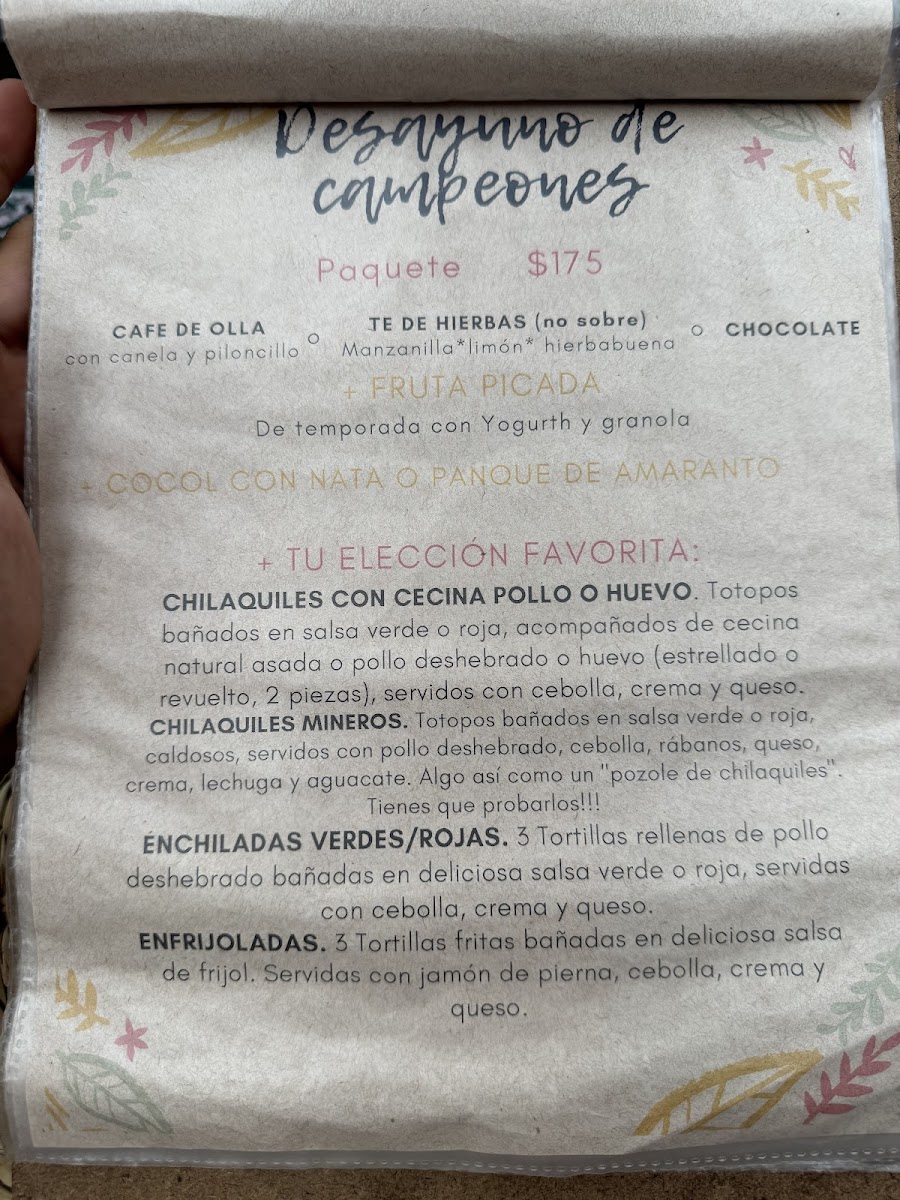 Desayuno de
campeones
Paquete $175
CAFE DE OLLA o TE DE HIERBAS (no sobre) o CHOCOLATE
con canela y piloncillo Manzanilla*limón* hierbabuena
+ FRUTA PICADA
De temporada con Yogurth y granola
+ COCOL CON NATA O PANQUE DE AMARANTO
+ TU ELECCIÓN FAVORITA:
CHILAQUILES CON CECINA POLLO O HUEVO. Totopos
bañados en salsa verde o roja, acompañados de cecina
natural asada o pollo deshebrado o huevo (estrellado o
revuelto, 2 piezas), servidos con cebolla, crema y queso.
CHILAQUILES MINEROS. Totopos bañados en salsa verde o roja,
caldosos, servidos con pollo deshebrado, cebolla, rábanos, queso,
crema, lechuga y aguacate. Algo así como un "pozole de chilaquiles".
Tienes que probarlos!!!
ENCHILADAS VERDES/ROJAS. 3 Tortillas rellenas de pollo
deshebrado bañadas en deliciosa salsa verde o roja, servidas
con cebolla, crema y queso.
ENFRIJOLADAS. 3 Tortillas fritas bañadas en deliciosa salsa
de frijol. Servidas con jamón de pierna, cebolla, crema y
queso.